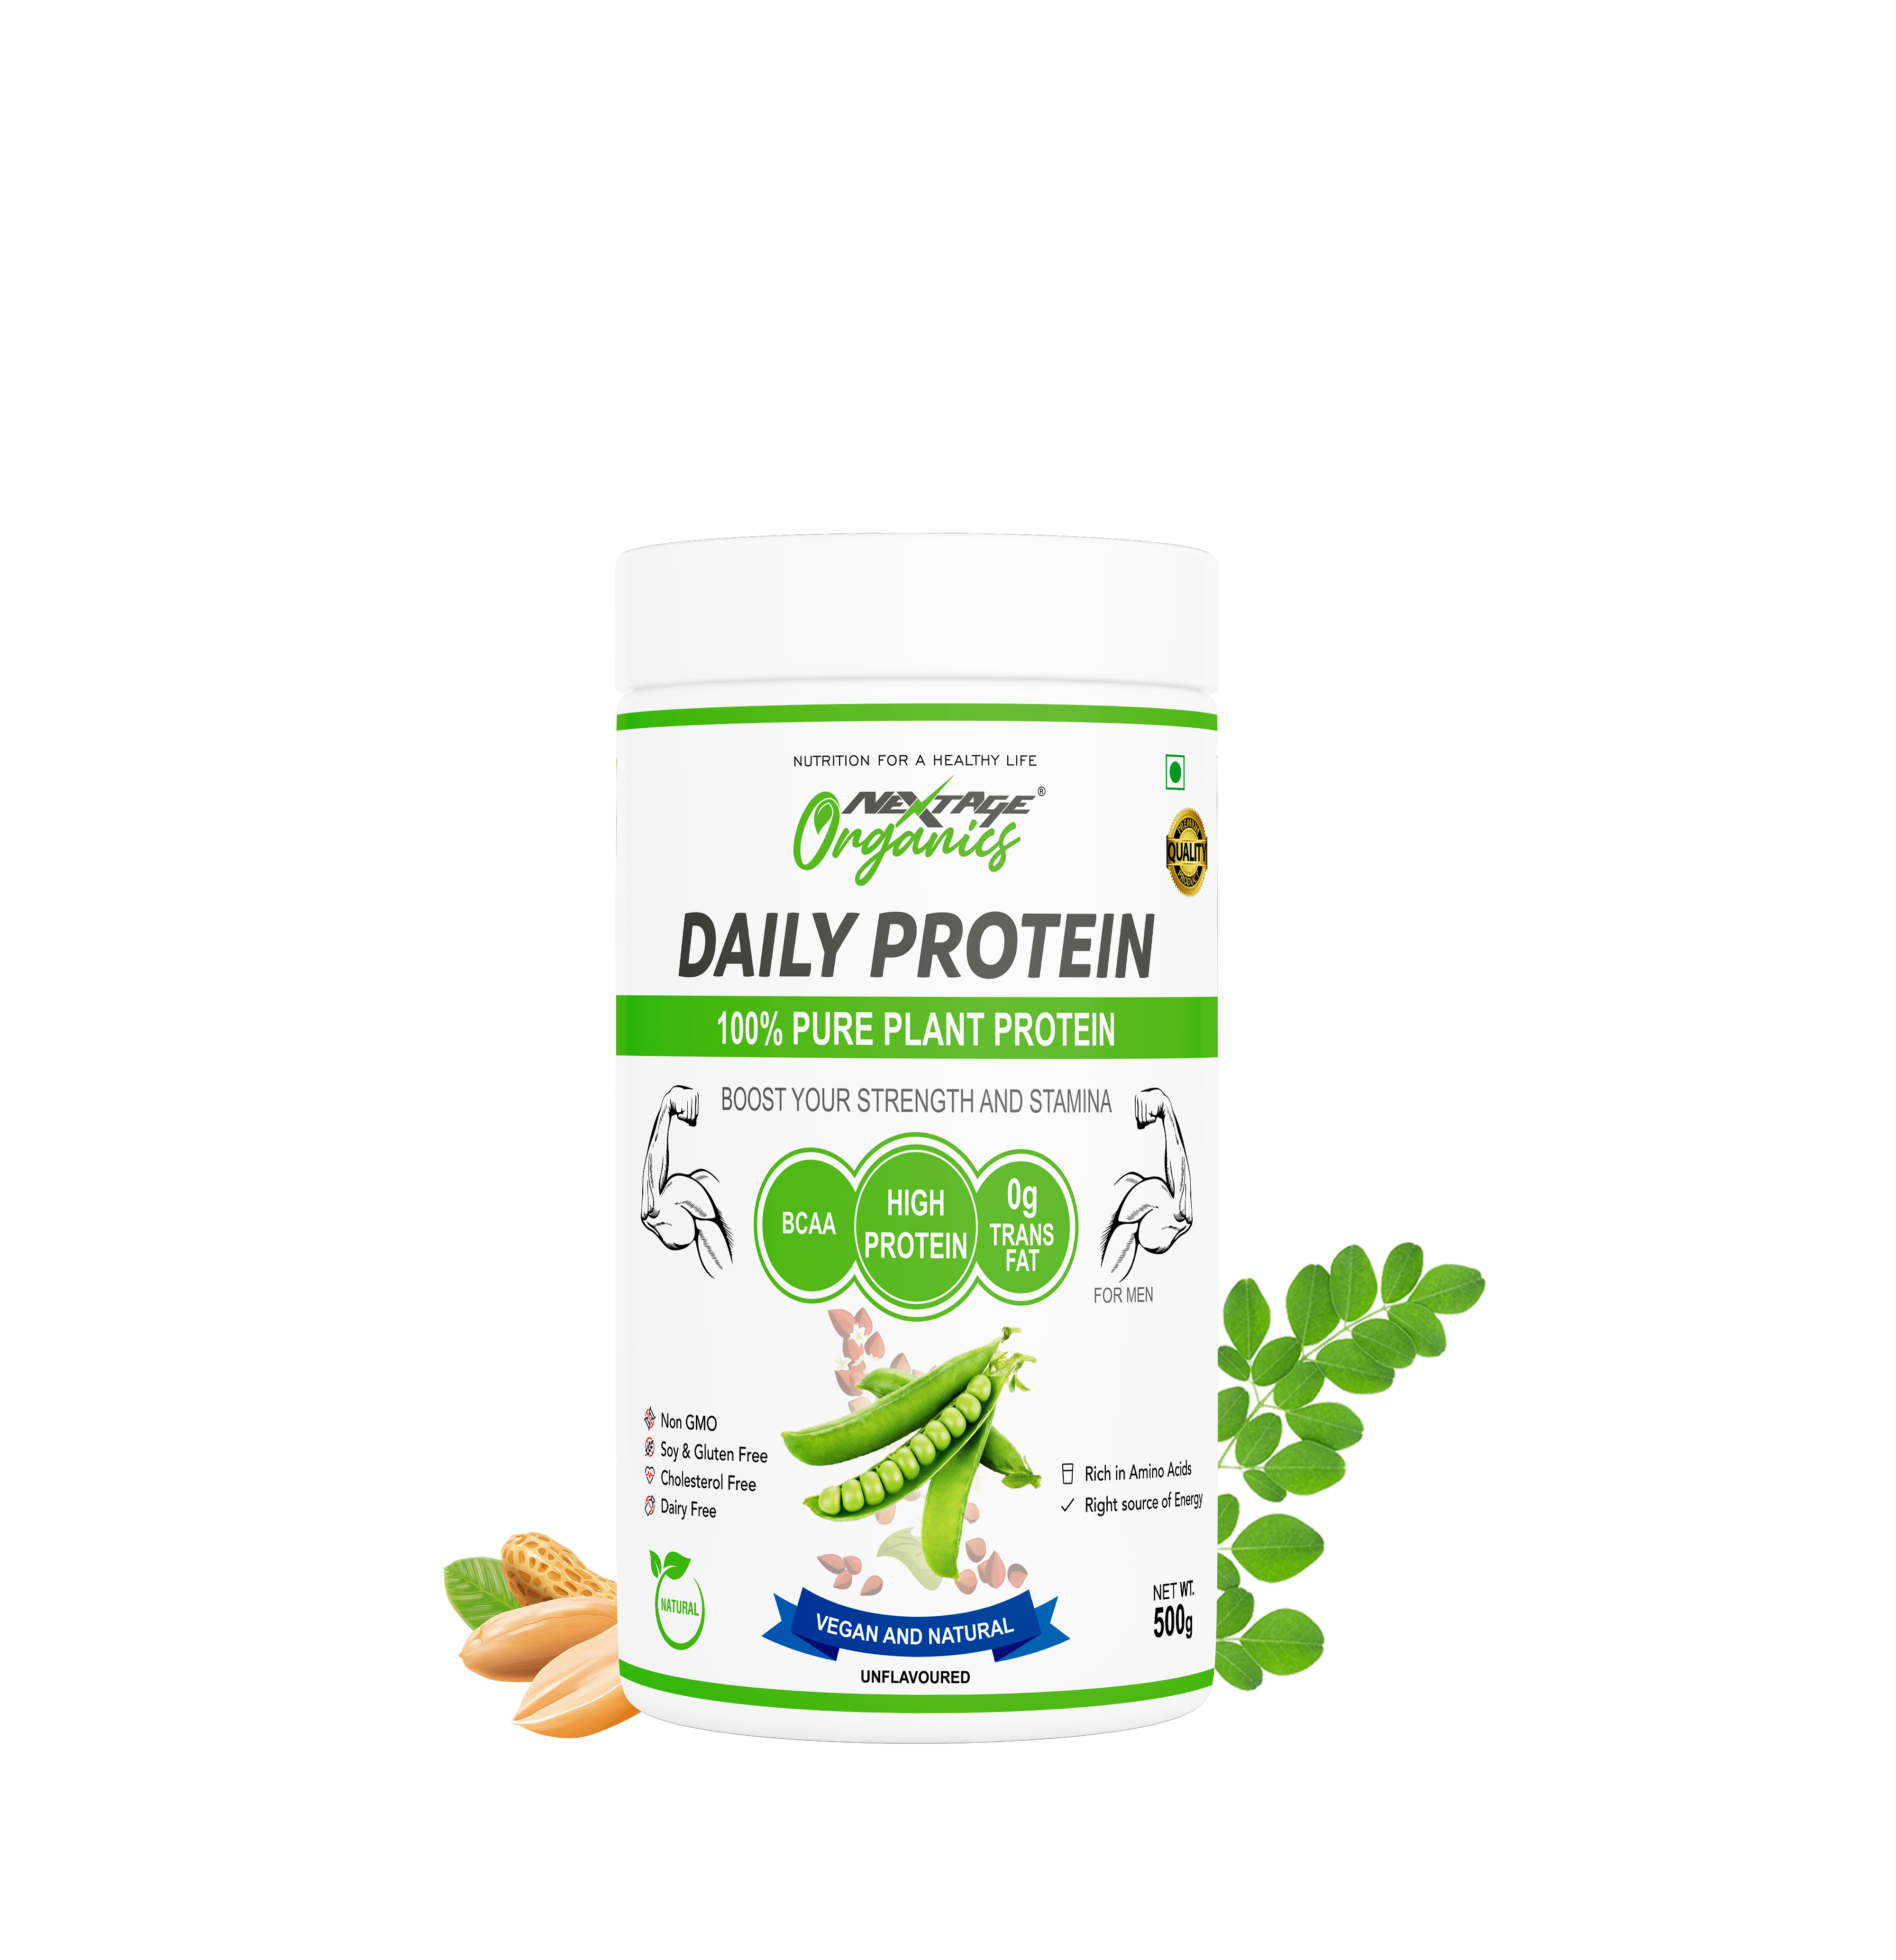 NUTRITION FOR A HEALTHY LIFE
NEXTAGE®
Organics
PREMIUM
QUALITY
PRODUCT
DAILY PROTEIN
100% PURE PLANT PROTEIN
BOOST YOUR STRENGTH AND STAMINA
BCAA
HIGH
PROTEIN
0g
TRANS
FAT
FOR MEN
Non GMO
Soy & Gluten Free
Cholesterol Free
Dairy Free
Rich in Amino Acids
Right source of Energy
NATURAL
NET WT.
500g
VEGAN AND NATURAL
UNFLAVOURED